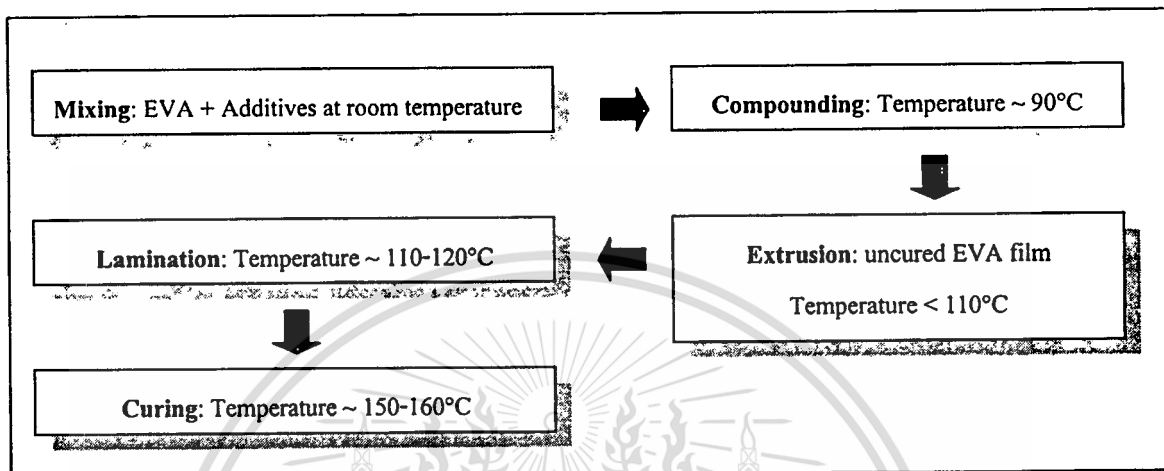 Mixing: EVA + Additives at room temperature
Compounding: Temperature ~ 90°C
Extrusion: uncured EVA film
Temperature < 110°C
Lamination: Temperature ~ 110-120°C
Curing: Temperature ~ 150-160°C